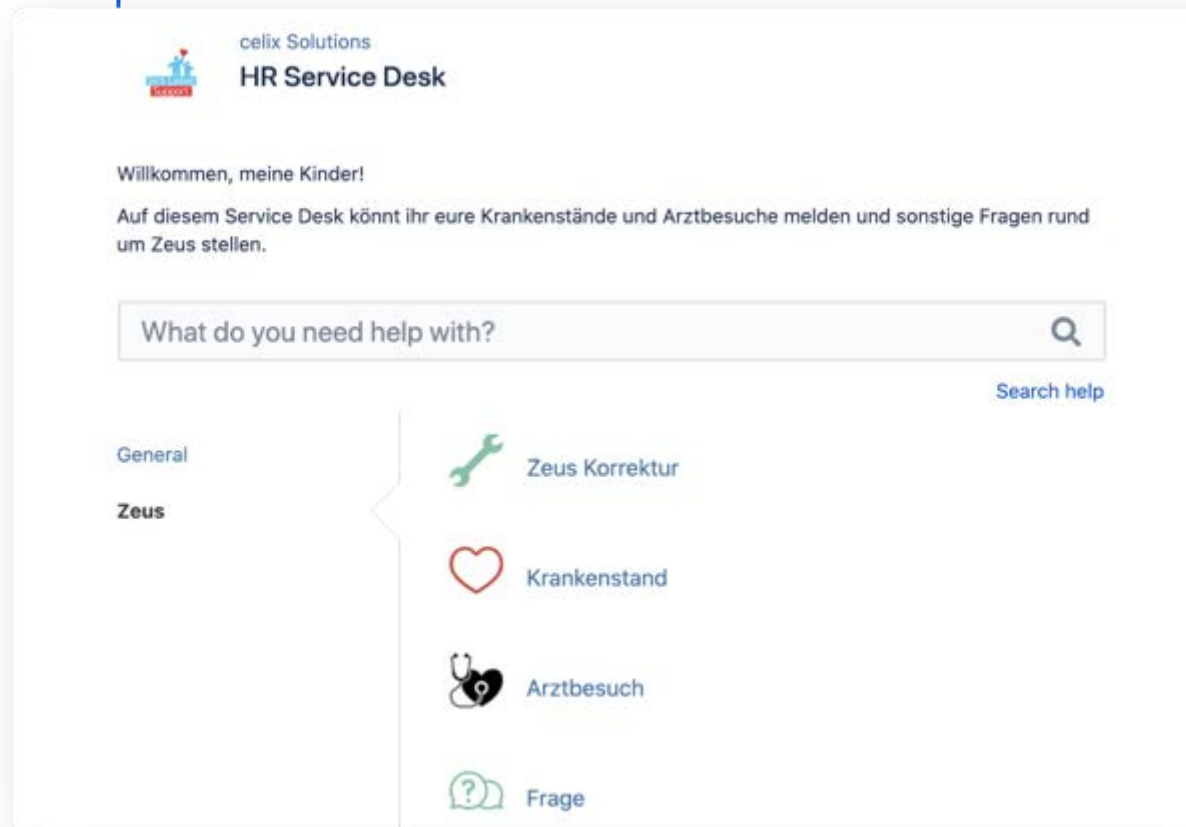 celix Solutions
HR Service Desk
Support
Willkommen, meine Kinder!
Auf diesem Service Desk könnt ihr eure Krankenstände und Arztbesuche melden und sonstige Fragen rund
um Zeus stellen.
What do you need help with?
Search help
General
Zeus
Zeus Korrektur
Krankenstand
Arztbesuch
Frage